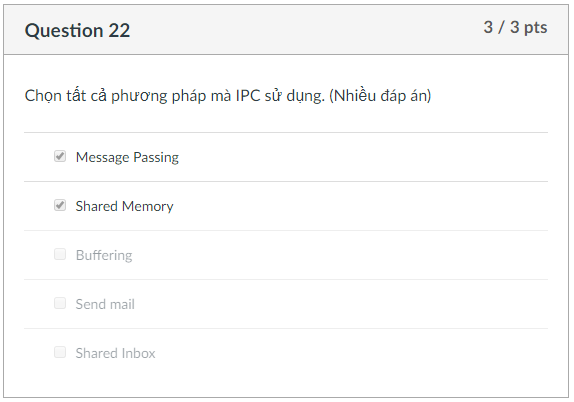 Question 22
3 / 3 pts
Chọn tất cả phương pháp mà IPC sử dụng. (Nhiều đáp án)
Message Passing
Shared Memory
Buffering
Send mail
Shared Inbox